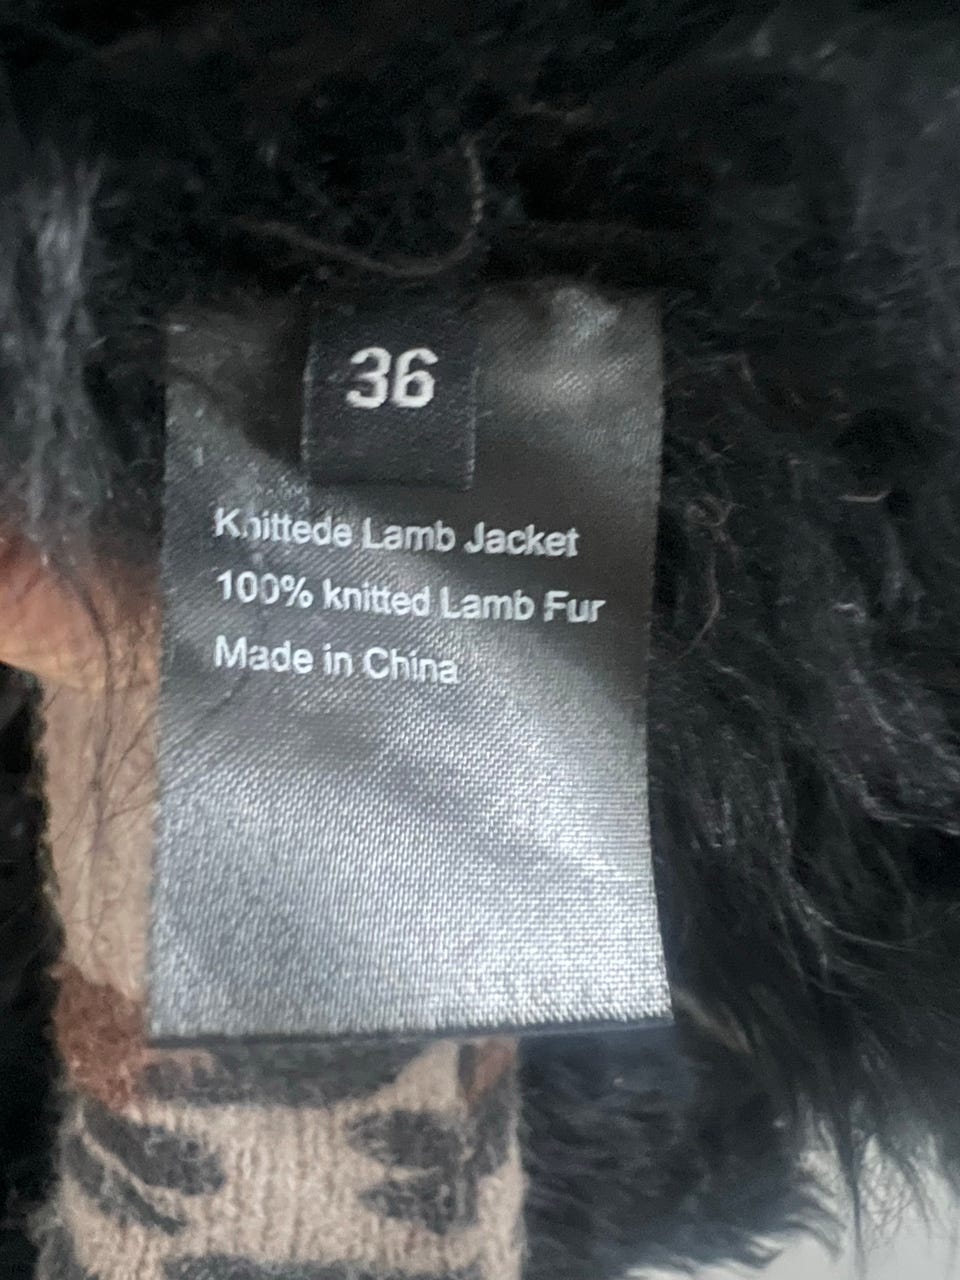 36
Knittede Lamb Jacket
100% knitted Lamb Fur
Made in China